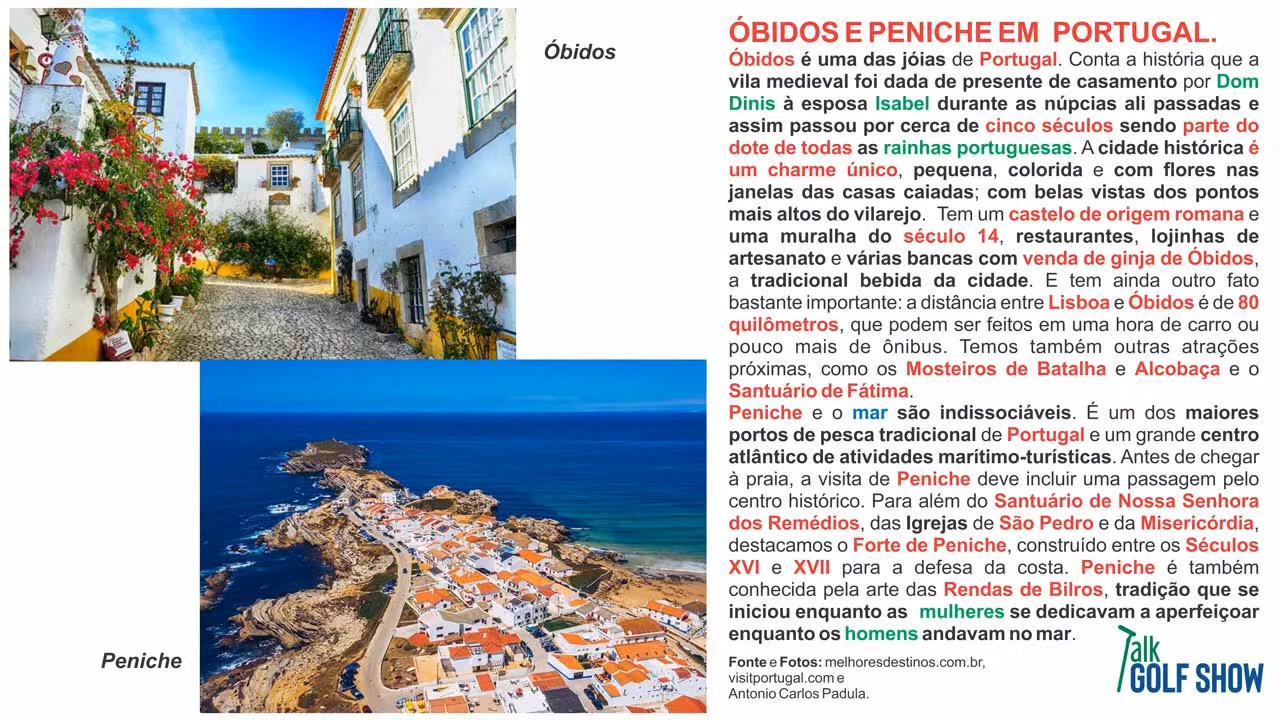 Óbidos
ÓBIDOS E PENICHE EM PORTUGAL.
Óbidos é uma das jóias de Portugal. Conta a história que a
vila medieval foi dada de presente de casamento por Dom
Dinis à esposa Isabel durante as núpcias ali passadas e
assim passou por cerca de cinco séculos sendo parte do
dote de todas as rainhas portuguesas. A cidade histórica é
um charme único, pequena, colorida e com flores nas
janelas das casas caiadas; com belas vistas dos pontos
mais altos do vilarejo. Tem um castelo de origem romana e
uma muralha do século 14, restaurantes, lojinhas de
artesanato e várias bancas com venda de ginja de Óbidos,
a tradicional bebida da cidade. E tem ainda outro fato
bastante importante: a distância entre Lisboa e Óbidos é de 80
quilômetros, que podem ser feitos em uma hora de carro ou
pouco mais de ônibus. Temos também outras atrações
próximas, como os Mosteiros de Batalha e Alcobaça e o
Santuário de Fátima.
Peniche e o mar são indissociáveis. É um dos maiores
portos de pesca tradicional de Portugal e um grande centro
atlântico de atividades marítimo-turísticas. Antes de chegar
à praia, a visita de Peniche deve incluir uma passagem pelo
centro histórico. Para além do Santuário de Nossa Senhora
dos Remédios, das Igrejas de São Pedro e da Misericórdia,
destacamos o Forte de Peniche, construído entre os Séculos
XVI e XVII para a defesa da costa. Peniche é também
conhecida pela arte das Rendas de Bilros, tradição que se
iniciou enquanto as mulheres se dedicavam a aperfeiçoar
enquanto os homens andavam no mar.
Peniche
Fonte e Fotos: melhoresdestinos.com.br,
visitportugal.com e
Antonio Carlos Padula.
Talk
GOLF SHOW